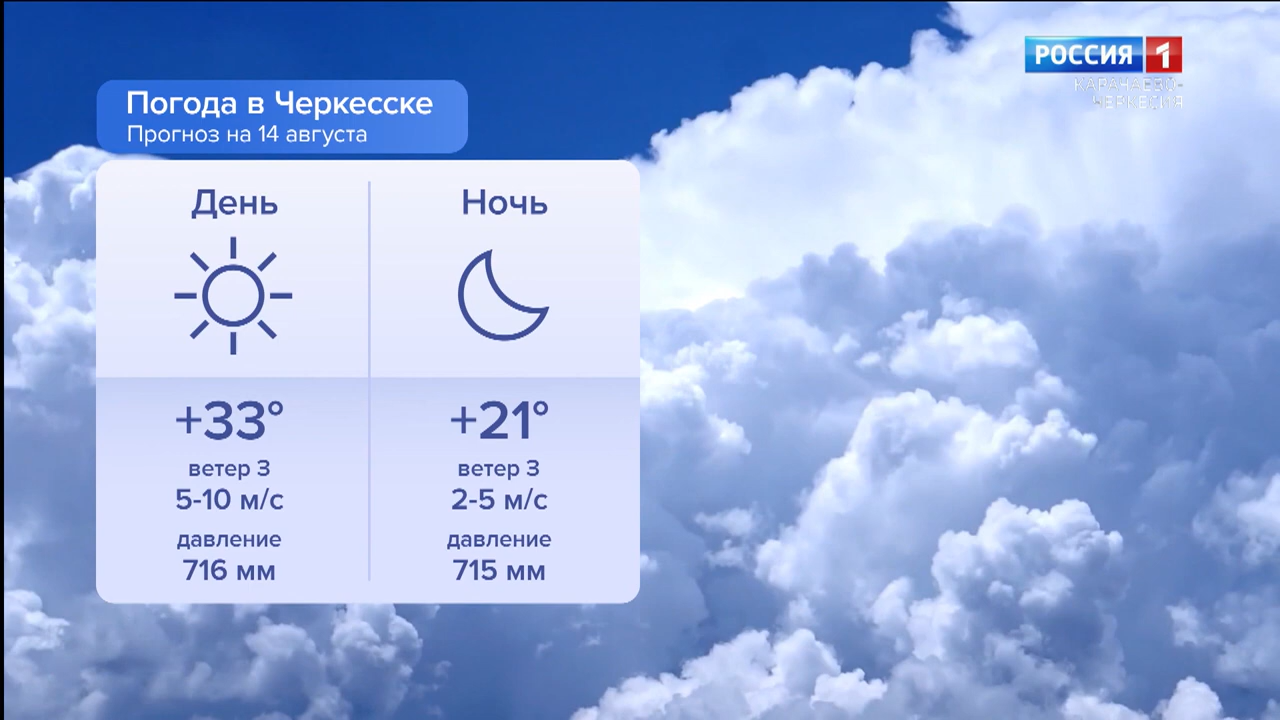 РОССИЯ 1
КАРАЧАЕВО-
ЧЕРКЕСИЯ
Погода в Черкесске
Прогноз на 14 августа
День
Ночь
+33°
ветер З
5-10 м/с
давление
716 мм
+21°
ветер З
2-5 м/с
давление
715 мм